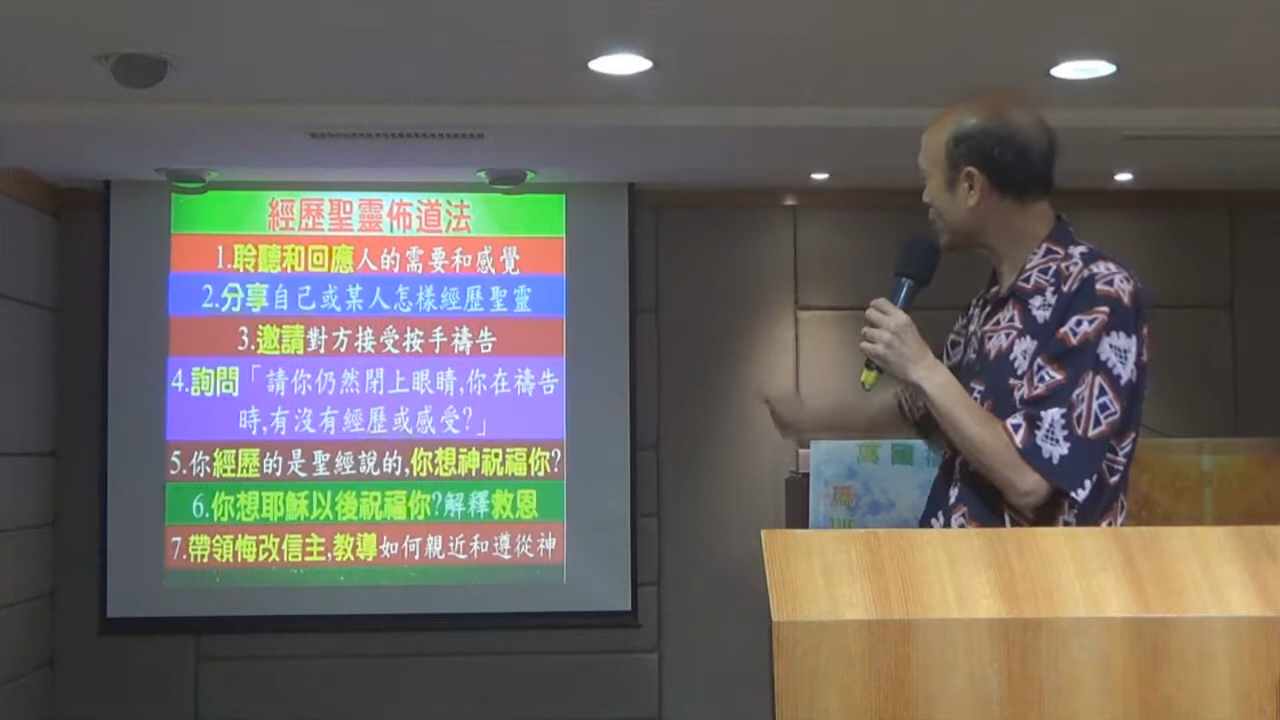 經歷聖靈佈道法
1.聆聽和回應人的需要和感覺
2.分享自己或某人怎樣經歷聖靈
3.邀請對方接受按手禱告
4.詢問「請你仍然閉上眼睛,你在禱告
時,有沒有經歷或感受?」
5.你經歷的是聖經說的,你想神祝福你?
6.你想耶穌以後祝福你?解釋救恩
7.帶領悔改信主,教導如何親近和遵從神
萬國